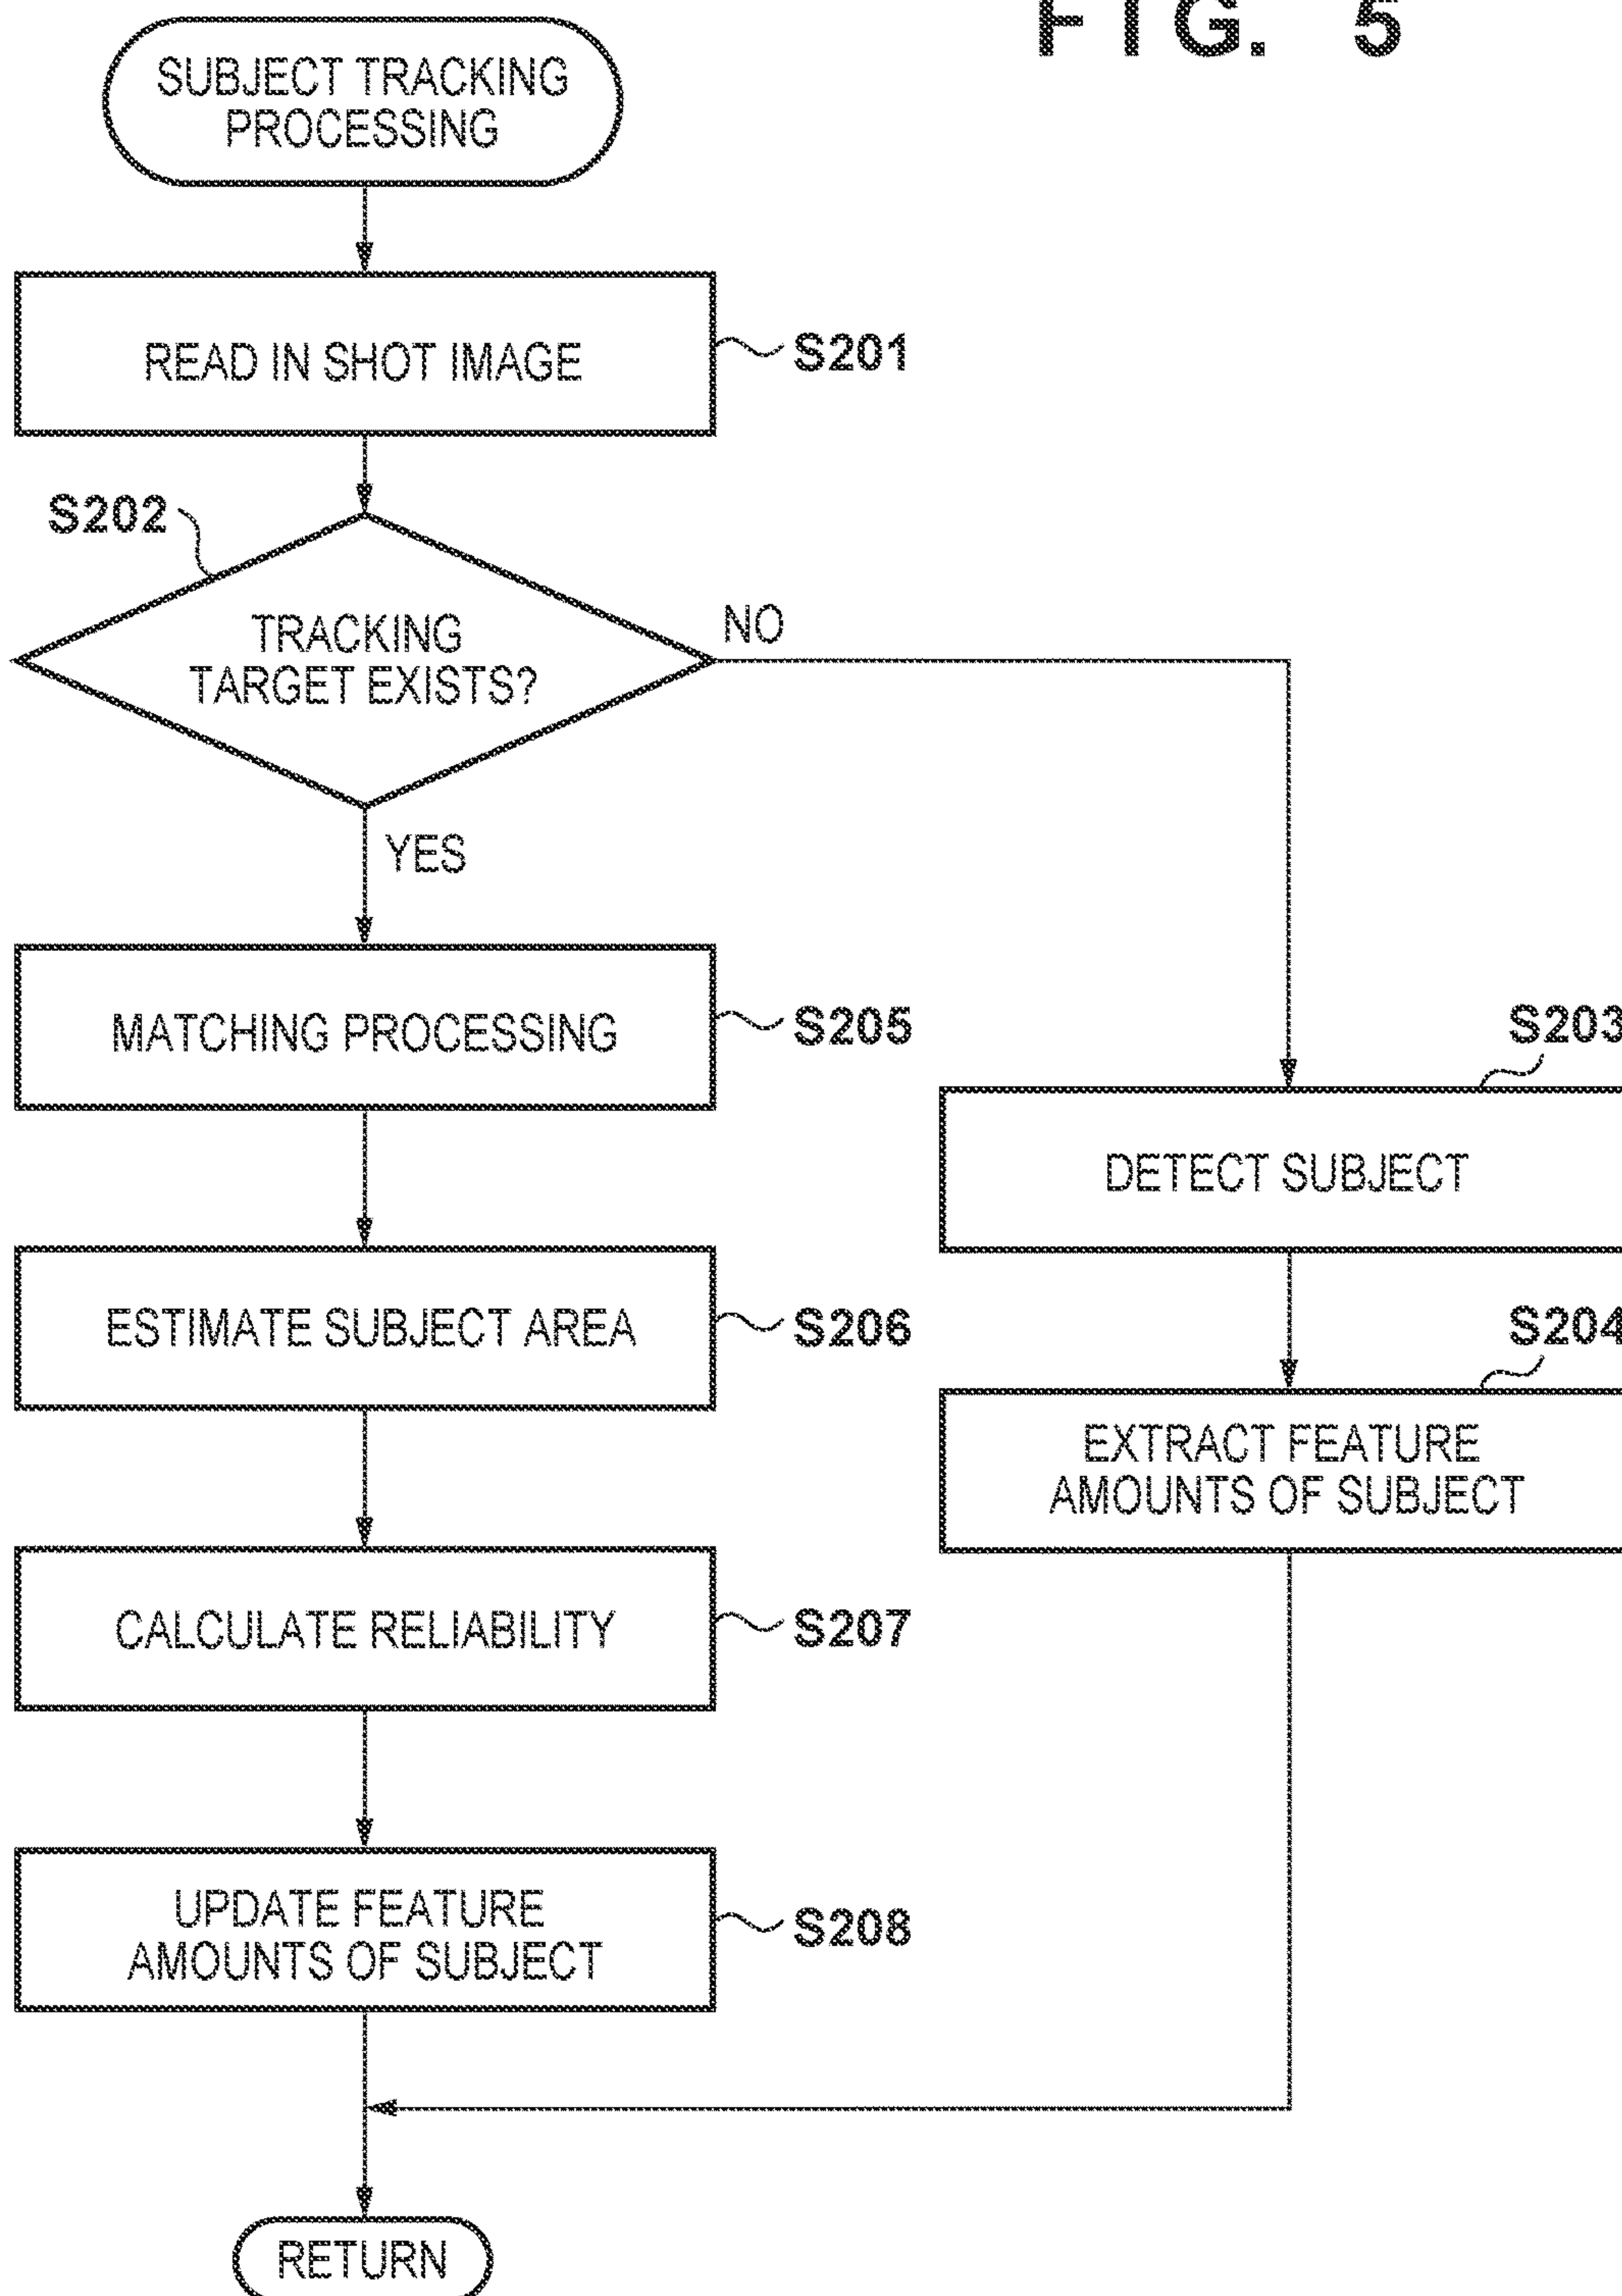 FIG. 5
SUBJECT TRACKING
PROCESSING
READ IN SHOT IMAGE
S201
S202
TRACKING
TARGET EXISTS?
NO
YES
MATCHING PROCESSING
S205
S203
DETECT SUBJECT
ESTIMATE SUBJECT AREA
S206
S204
EXTRACT FEATURE
AMOUNTS OF SUBJECT
CALCULATE RELIABILITY
S207
UPDATE FEATURE
AMOUNTS OF SUBJECT
S208
RETURN